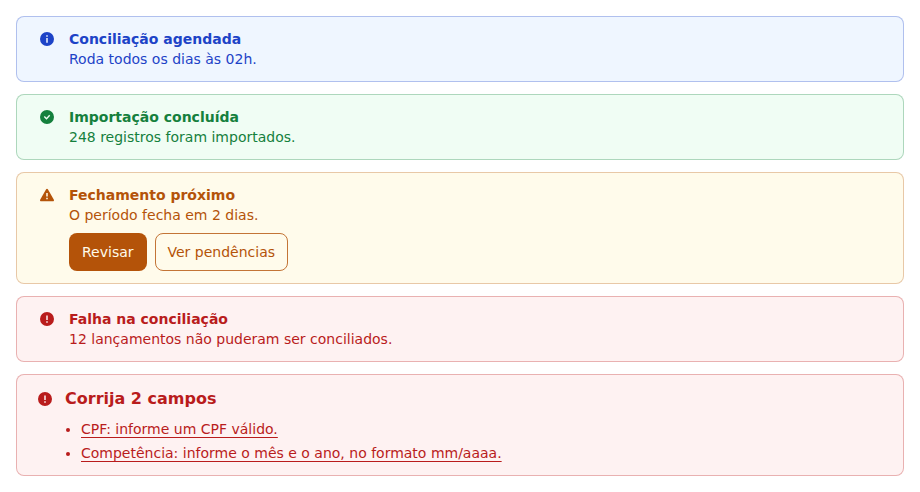 Conciliação agendada
Roda todos os dias às 02h.
Importação concluída
248 registros foram importados.
Fechamento próximo
O período fecha em 2 dias.
Revisar
Ver pendências
Falha na conciliação
12 lançamentos não puderam ser conciliados.
Corrija 2 campos
CPF: informe um CPF válido.
Competência: informe o mês e o ano, no formato mm/aaaa.